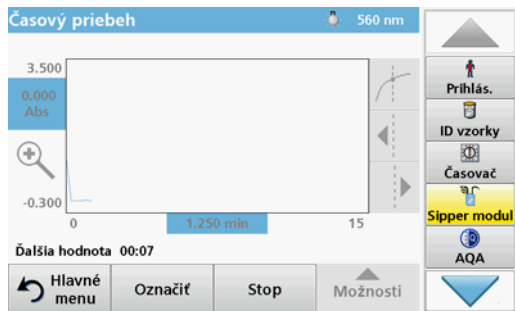 Časový priebeh
560 nm
3.500
0.000
Abs
-0.300
0
1.250 min
15
Ďalšia hodnota 00:07
Hlavné
menu
Označiť
Stop
Možnosti
Prihlás.
ID vzorky
Časovač
Sipper modul
AQA